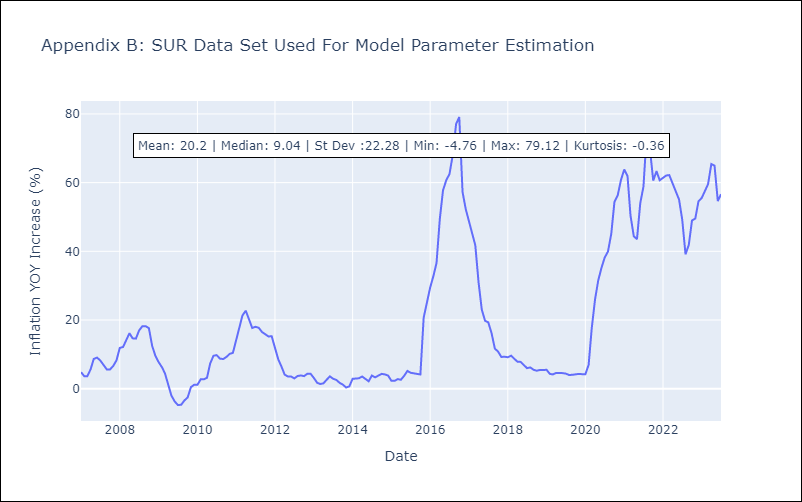 Appendix B: SUR Data Set Used For Model Parameter Estimation
Mean: 20.2 | Median: 9.04 | St Dev :22.28 | Min: -4.76 | Max: 79.12 | Kurtosis: -0.36
Inflation YOY Increase (%)
80
60
40
20
0
2008 2010 2012 2014 2016 2018 2020 2022
Date